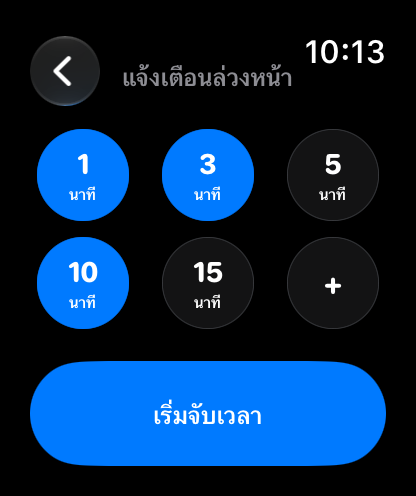 10:13
แจ้งเตือนล่วงหน้า
1 3 5
นาที นาที นาที
10 15 +
นาที นาที
เริ่มจับเวลา